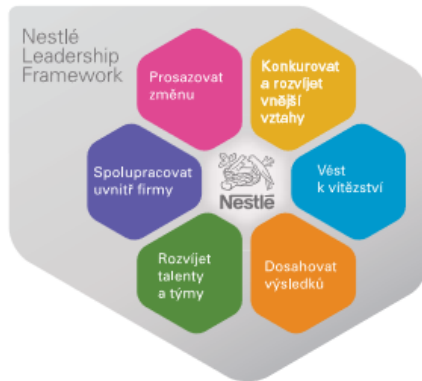 Nestlé
Leadership
Framework
Prosazovat
změnu
Konkurovat
a rozvíjet
vnější
vztahy
Spolupracovat
uvnitř firmy
Nestlé
Vést
k vítězství
Rozvíjet
talenty
a týmy
Dosahovat
výsledků